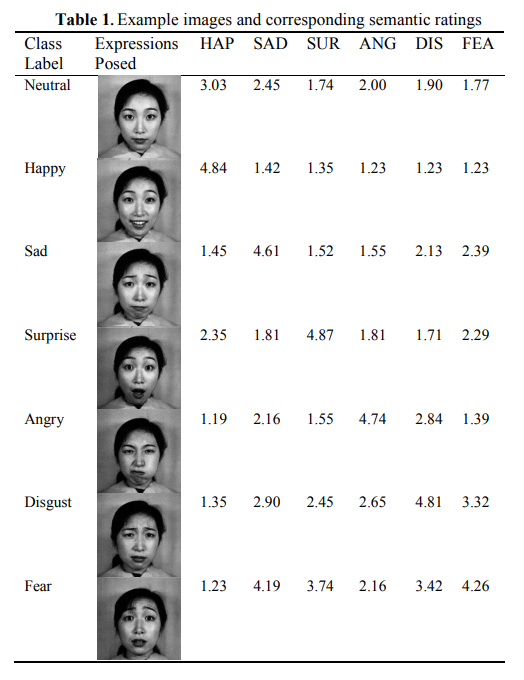 Table 1. Example images and corresponding semantic ratings
Class Label Expressions Posed HAP SAD SUR ANG DIS FEA
Neutral 3.03 2.45 1.74 2.00 1.90 1.77
Happy 4.84 1.42 1.35 1.23 1.23 1.23
Sad 1.45 4.61 1.52 1.55 2.13 2.39
Surprise 2.35 1.81 4.87 1.81 1.71 2.29
Angry 1.19 2.16 1.55 4.74 2.84 1.39
Disgust 1.35 2.90 2.45 2.65 4.81 3.32
Fear 1.23 4.19 3.74 2.16 3.42 4.26